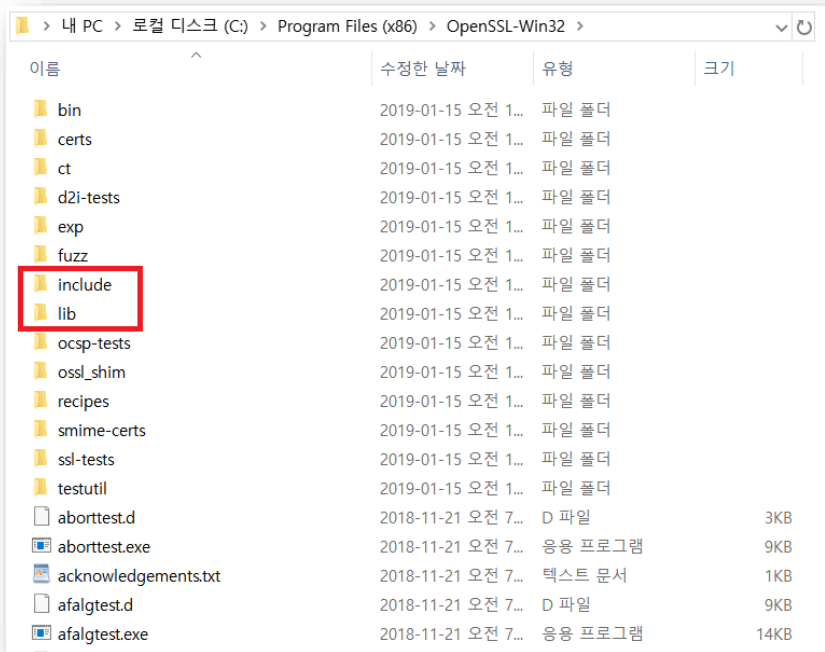 내 PC > 로컬 디스크 (C:) > Program Files (x86) > OpenSSL-Win32 >
이름 수정한 날짜 유형 크기
bin 2019-01-15 오전 1... 파일 폴더
certs 2019-01-15 오전 1... 파일 폴더
ct 2019-01-15 오전 1... 파일 폴더
d2i-tests 2019-01-15 오전 1... 파일 폴더
exp 2019-01-15 오전 1... 파일 폴더
fuzz 2019-01-15 오전 1... 파일 폴더
include 2019-01-15 오전 1... 파일 폴더
lib 2019-01-15 오전 1... 파일 폴더
ocsp-tests 2019-01-15 오전 1... 파일 폴더
ossl_shim 2019-01-15 오전 1... 파일 폴더
recipes 2019-01-15 오전 1... 파일 폴더
smime-certs 2019-01-15 오전 1... 파일 폴더
ssl-tests 2019-01-15 오전 1... 파일 폴더
testutil 2019-01-15 오전 1... 파일 폴더
aborttest.d 2018-11-21 오전 7... D 파일 3KB
aborttest.exe 2018-11-21 오전 7... 응용 프로그램 9KB
acknowledgements.txt 2018-11-21 오전 7... 텍스트 문서 1KB
afalgtest.d 2018-11-21 오전 7... D 파일 9KB
afalgtest.exe 2018-11-21 오전 7... 응용 프로그램 14KB